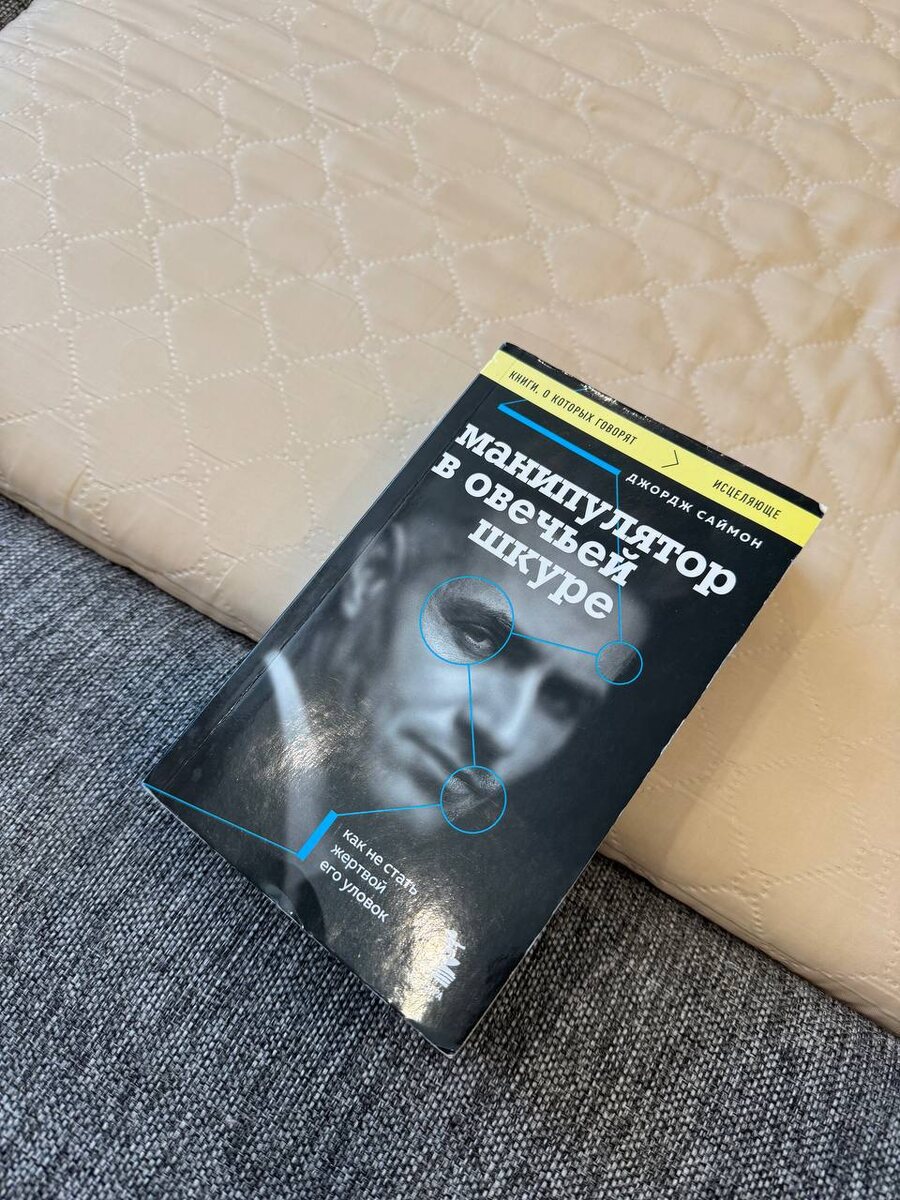 КНИГИ, О КОТОРЫХ ГОВОРЯТ > ИСЦЕЛЯЮЩЕ
ДЖОРДЖ САЙМОН
манипулятор
в овечьей
шкуре
как не стать
жертвой
его уловок